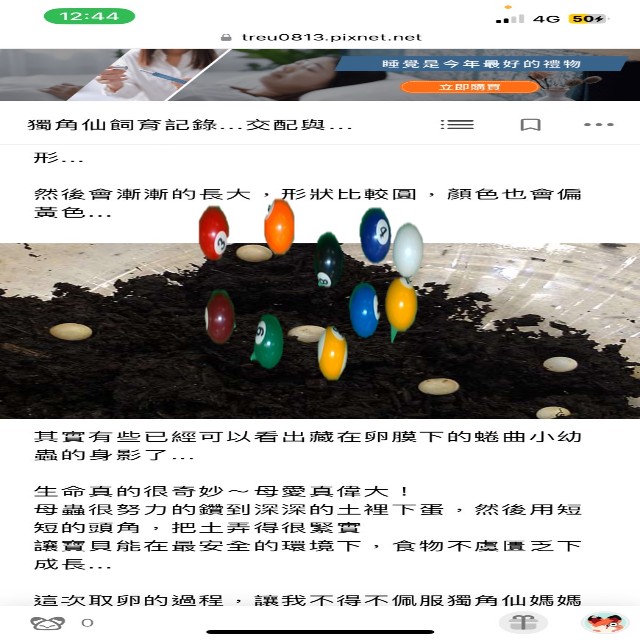 12:44
4G 50
treu0813.pixnet.net
睡覺是今年最好的禮物
立即購買
獨角仙飼育記錄...交配與...
形...
然後會漸漸的長大，形狀比較圓，顏色也會偏
黃色...
3
4
8
6
其實有些已經可以看出藏在卵膜下的蜷曲小幼
蟲的身影了...
生命真的很奇妙～母愛真偉大！
母蟲很努力的鑽到深深的土裡下蛋，然後用短
短的頭角，把土弄得很緊實
讓寶貝能在最安全的環境下，食物不虞匱乏下
成長...
這次取卵的過程，讓我不得不佩服獨角仙媽媽
0